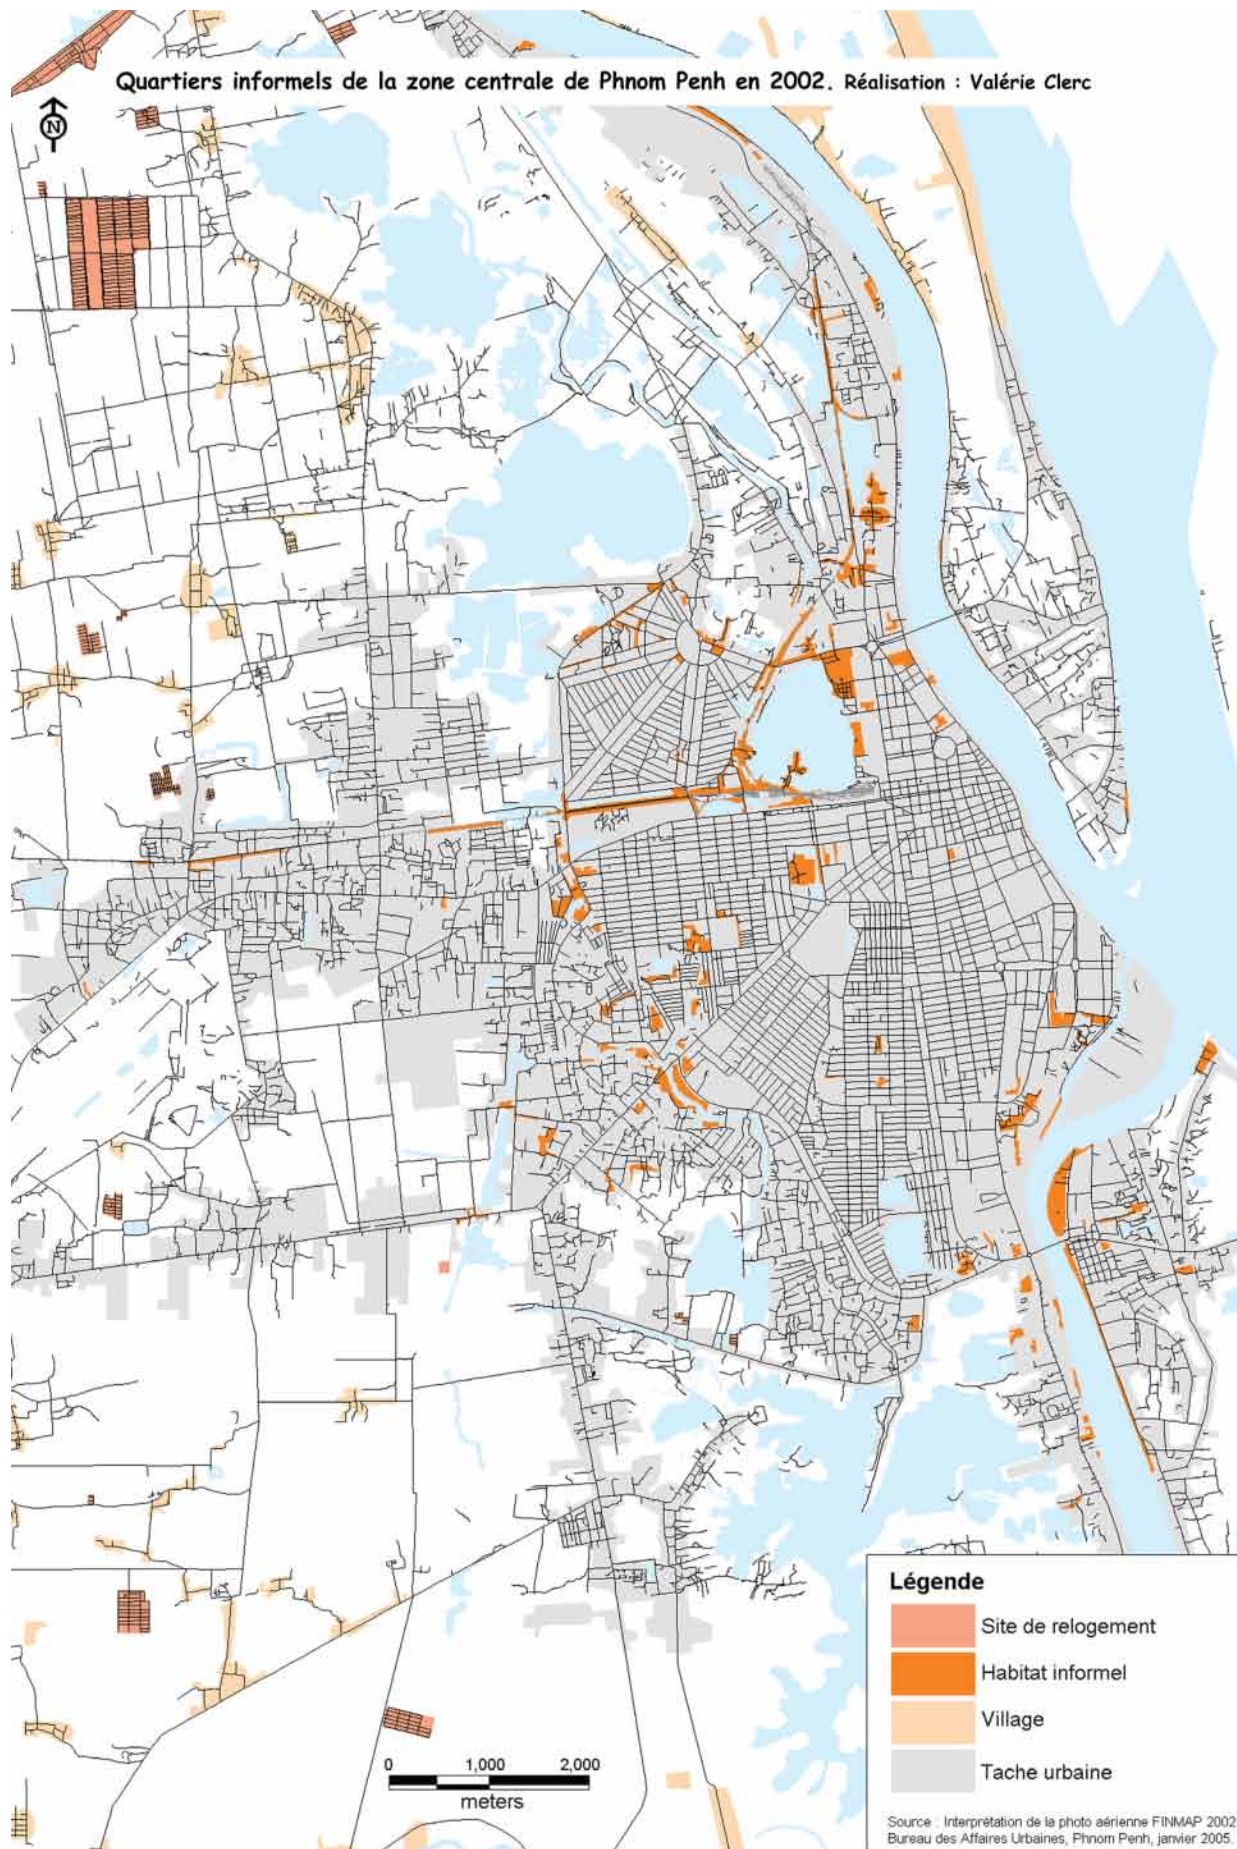 Quartiers informels de la zone centrale de Phnom Penh en 2002. Réalisation : Valérie Clerc
N
0 1,000 2,000
meters
Légende
Site de relogement
Habitat informel
Village
Tache urbaine
Source : Interprétation de la photo aérienne FINMAP 2002
Bureau des Affaires Urbaines, Phnom Penh, janvier 2005.